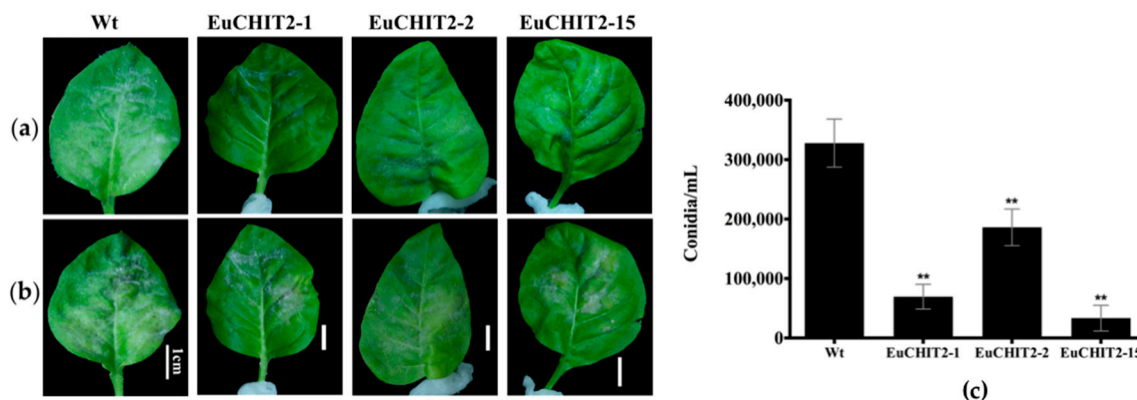 Wt EuCHIT2-1 EuCHIT2-2 EuCHIT2-15
(a)
(b)
1cm
400,000
300,000
200,000
100,000
0
Conidia/mL
**
**
**
Wt EuCHIT2-1 EuCHIT2-2 EuCHIT2-15
(c)